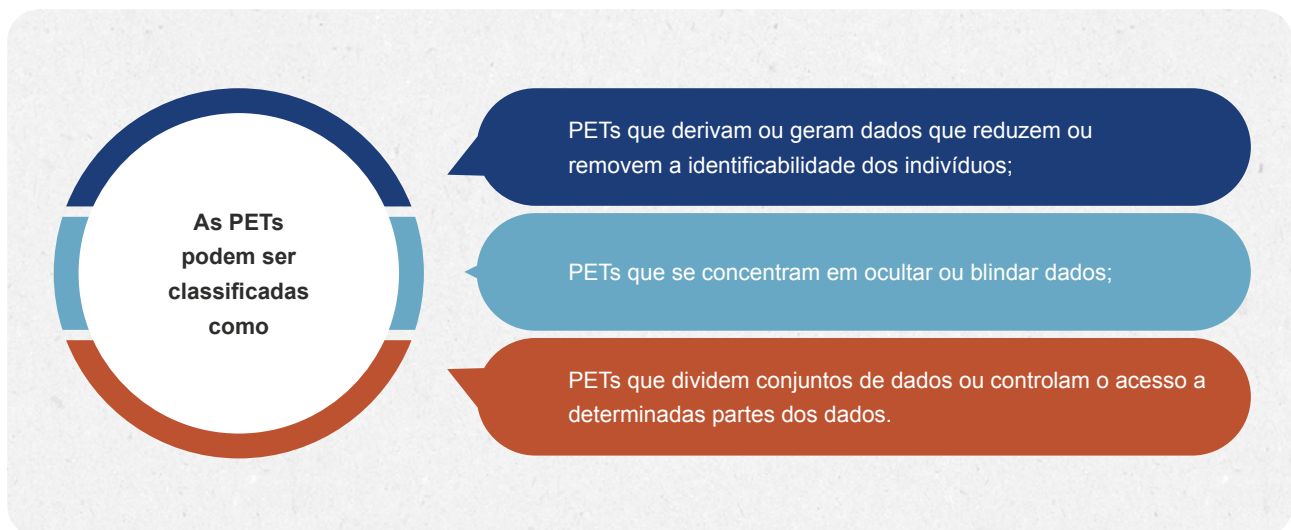 As PETs
podem ser
classificadas
como
PETs que derivam ou geram dados que reduzem ou
removem a identificabilidade dos indivíduos;
PETs que se concentram em ocultar ou blindar dados;
PETs que dividem conjuntos de dados ou controlam o acesso a
determinadas partes dos dados.